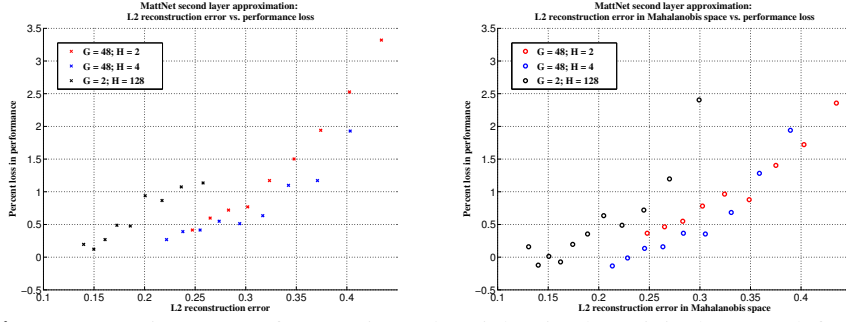 MattNet second layer approximation:
L2 reconstruction error vs. performance loss
3.5
3
2.5
2
1.5
1
0.5
0
−0.5
Percent loss in performance
G = 48; H = 2
G = 48; H = 4
G = 2; H = 128
0.1
0.15
0.2
0.25
0.3
0.35
0.4
L2 reconstruction error
MattNet second layer approximation:
L2 reconstruction error in Mahalanobis space vs. performance loss
3.5
3
2.5
2
1.5
1
0.5
0
−0.5
Percent loss in performance
G = 48; H = 2
G = 48; H = 4
G = 2; H = 128
0.1
0.15
0.2
0.25
0.3
0.35
0.4
L2 reconstruction error in Mahalanobis space